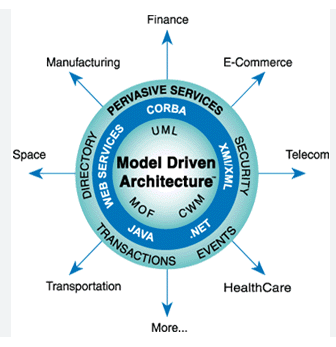 Finance
Manufacturing
E-Commerce
PERVASIVE SERVICES
CORBA
UML
DIRECTORY
WEB SERVICES
XMI/XML
SECURITY
Space
Model Driven
Architecture™
Telecom
MOF
CWM
JAVA
.NET
TRANSACTIONS
EVENTS
Transportation
HealthCare
More...